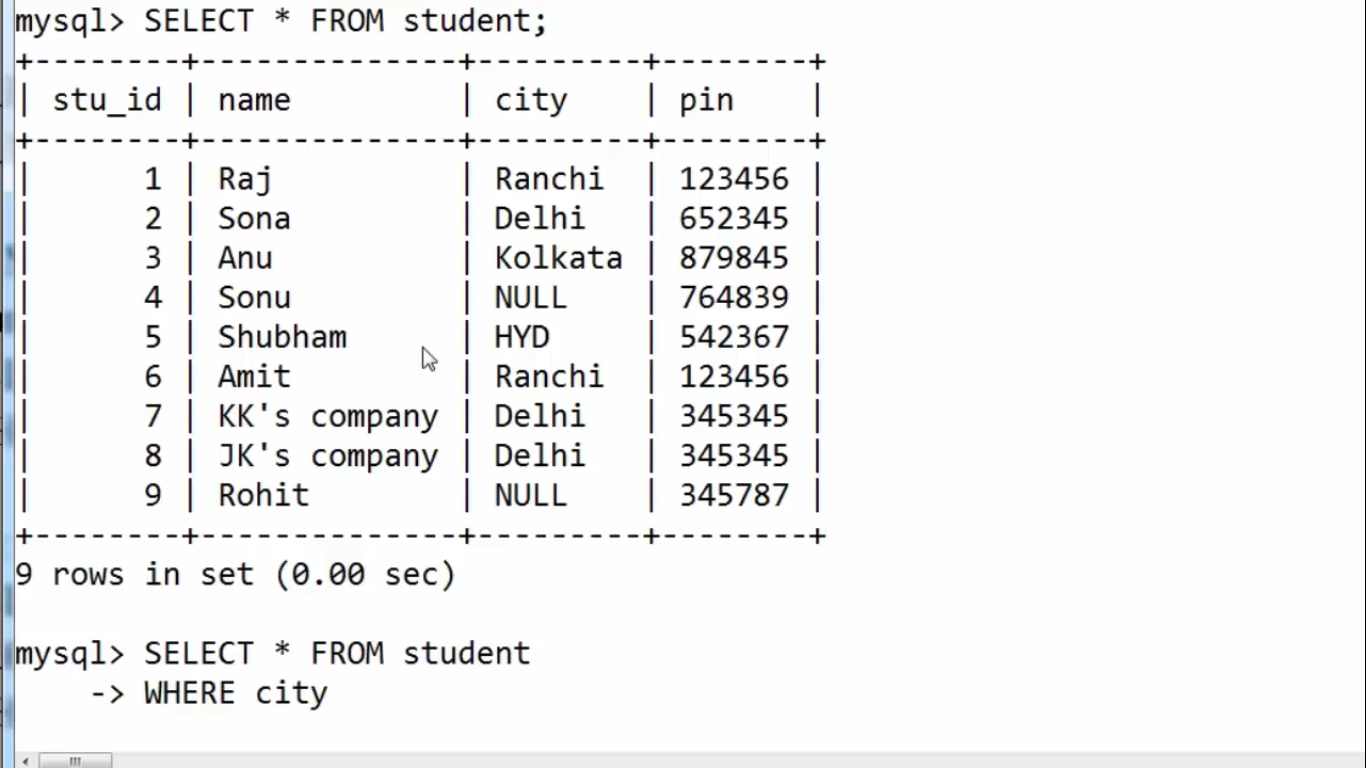 mysql> SELECT * FROM student;
+--------+--------------+---------+--------+
| stu_id | name         | city    | pin    |
+--------+--------------+---------+--------+
|      1 | Raj          | Ranchi  | 123456 |
|      2 | Sona         | Delhi   | 652345 |
|      3 | Anu          | Kolkata | 879845 |
|      4 | Sonu         | NULL    | 764839 |
|      5 | Shubham      | HYD     | 542367 |
|      6 | Amit         | Ranchi  | 123456 |
|      7 | KK's company | Delhi   | 345345 |
|      8 | JK's company | Delhi   | 345345 |
|      9 | Rohit        | NULL    | 345787 |
+--------+--------------+---------+--------+
9 rows in set (0.00 sec)
mysql> SELECT * FROM student
    -> WHERE city